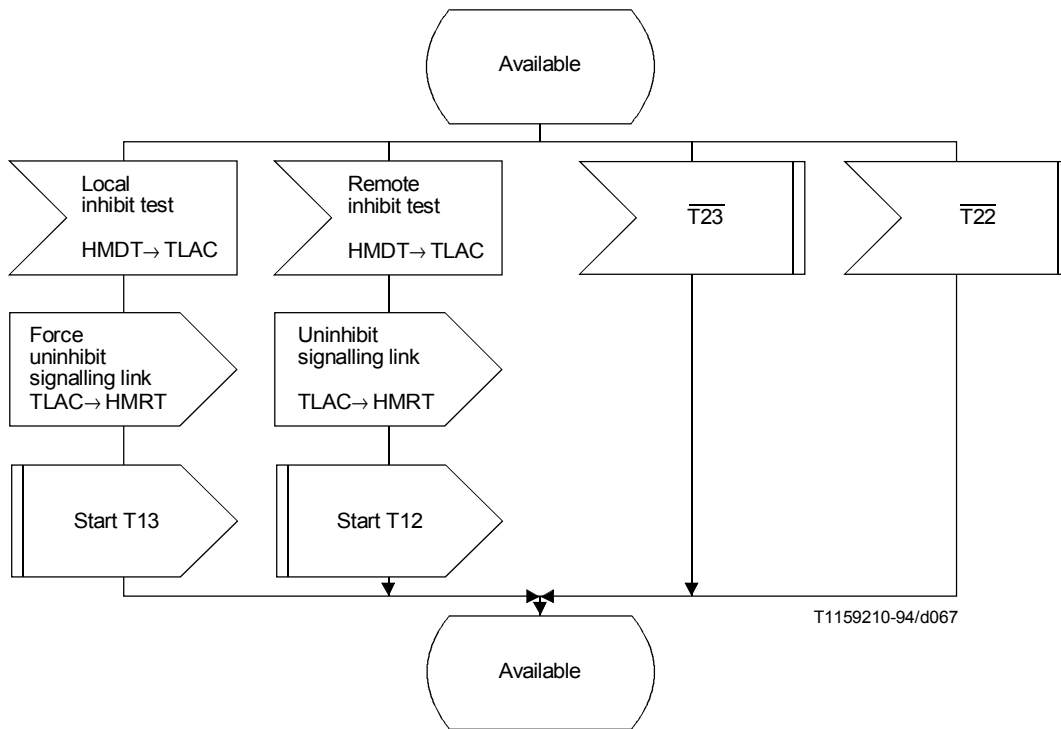 Available
Local
inhibit test
HMDT→TLAC
Remote
inhibit test
HMDT→TLAC
T23
T22
Force
uninhibit
signalling link
TLAC→HMRT
Uninhibit
signalling link
TLAC→HMRT
Start T13
Start T12
T1159210-94/d067
Available